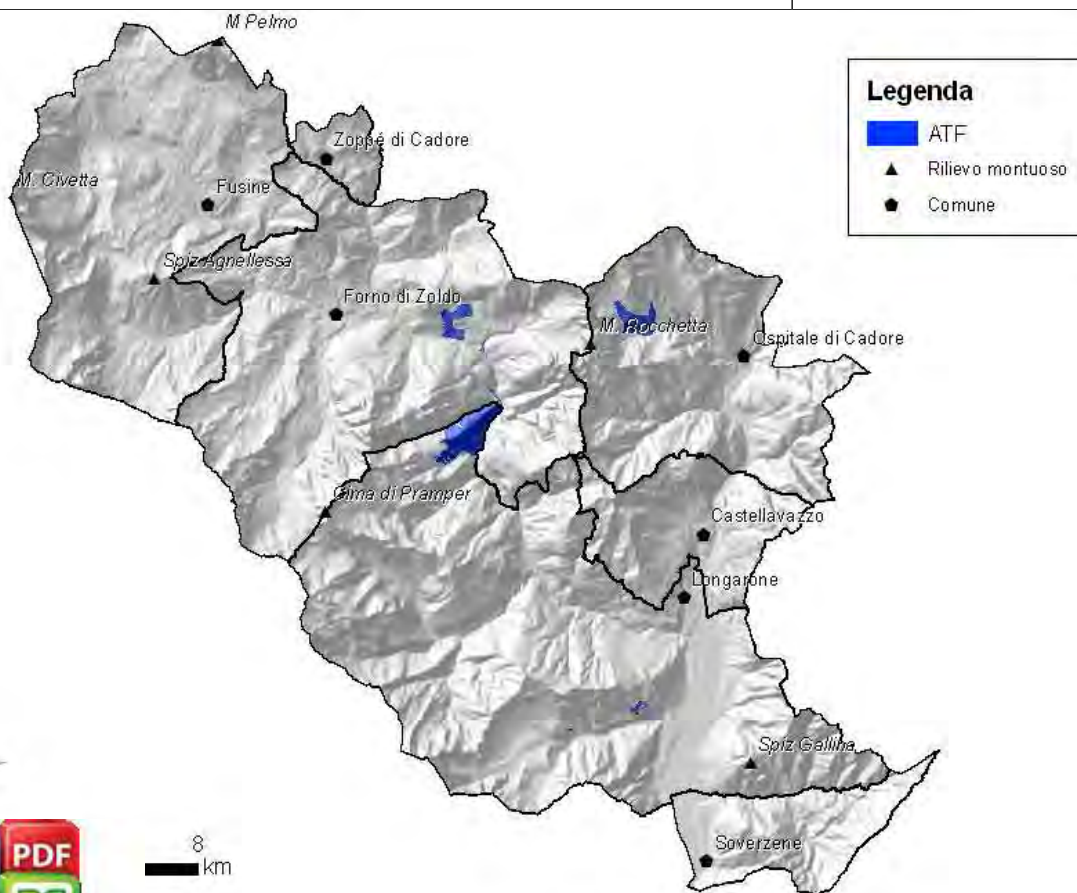 M Pelmo
Legenda
ATF
Rilievo montuoso
Comune
Zoppé di Cadore
M. Civetta
Fusine
Spiz Agnellessa
Forno di Zoldo
M. Bocchetta
Ospitale di Cadore
Cima di Pramper
Castellavazzo
Longarone
Spiz Gallina
8
km
Soverzene
PDF